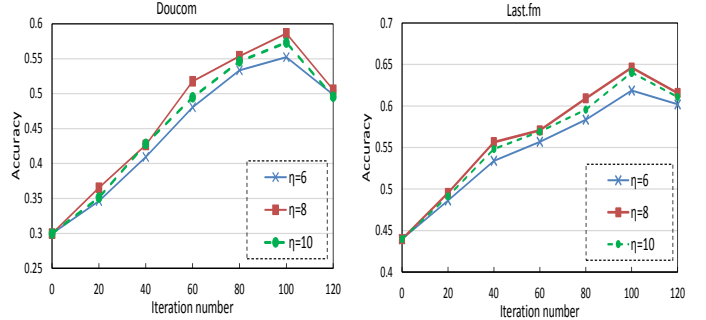 Doucom
0.6
0.55
0.5
0.45
0.4
0.35
0.3
0.25
Accuracy
η=6
η=8
η=10
0 20 40 60 80 100 120
Iteration number
Last.fm
0.7
0.65
0.6
0.55
0.5
0.45
0.4
Accuracy
η=6
η=8
η=10
0 20 40 60 80 100 120
Iteration number